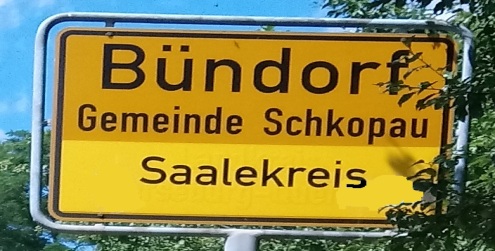 Bündorf
Gemeinde Schkopau
Saalekreis